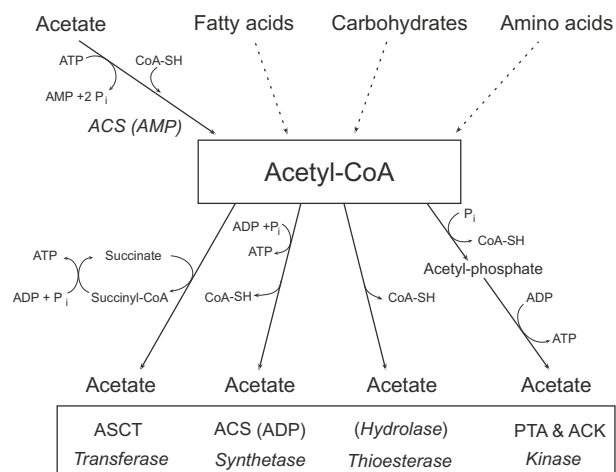 Acetate Fatty acids Carbohydrates Amino acids
ATP CoA-SH
AMP +2 Pi
ACS (AMP)
Acetyl-CoA
ADP +Pi
ATP
Pi
CoA-SH
ATP Succinate
ADP + Pi Succinyl-CoA
Acetyl-phosphate
CoA-SH CoA-SH
ADP
ATP
Acetate Acetate Acetate Acetate
ASCT ACS (ADP) (Hydrolase) PTA & ACK
Transferase Synthetase Thioesterase Kinase